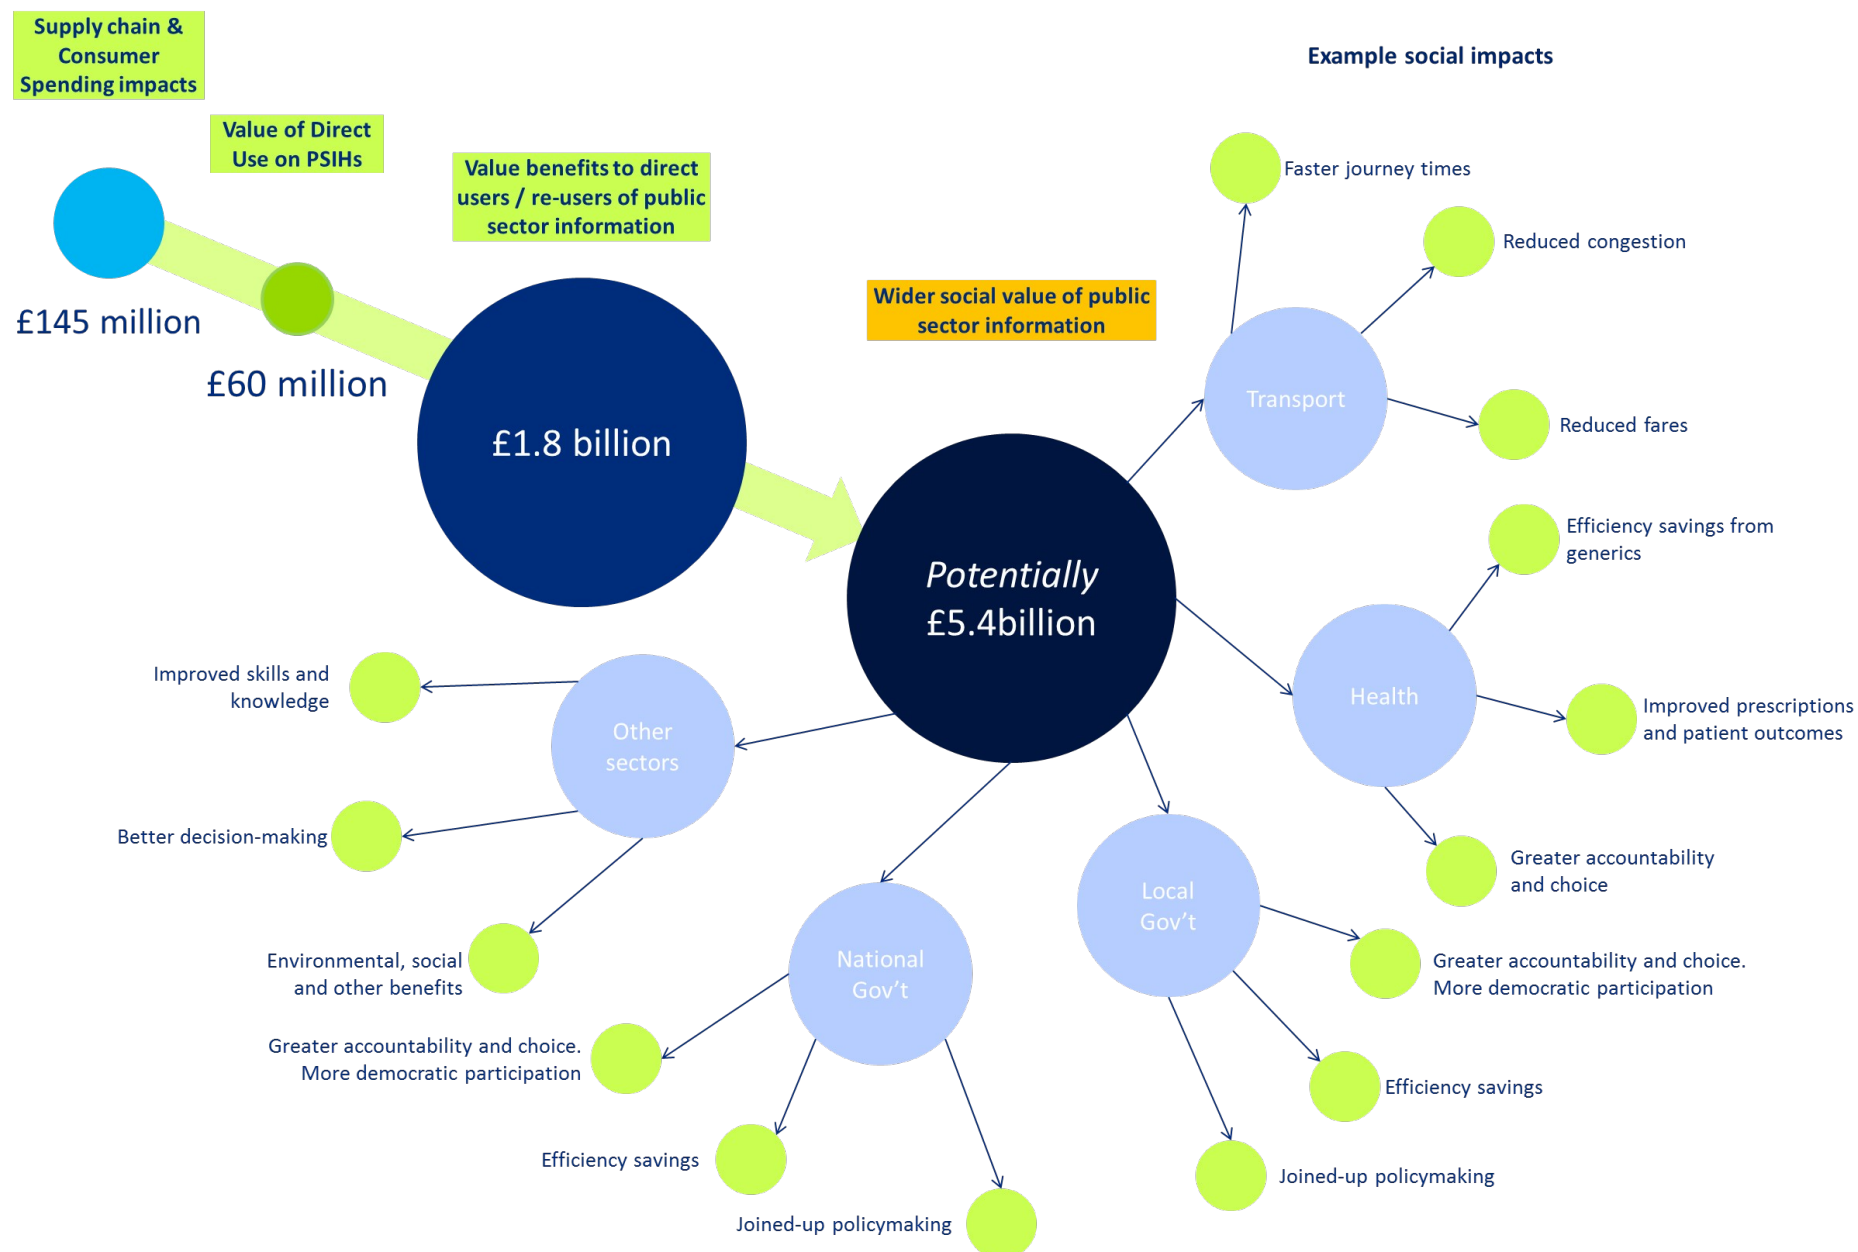 Supply chain &
Consumer
Spending impacts
Value of Direct
Use on PSIHs
Value benefits to direct
users / re-users of public
sector information
Wider social value of public
sector information
Example social impacts
£145 million
£60 million
£1.8 billion
Potentially
£5.4billion
Transport
Faster journey times
Reduced congestion
Reduced fares
Health
Efficiency savings from
generics
Improved prescriptions
and patient outcomes
Greater accountability
and choice
Local
Gov't
Greater accountability and choice.
More democratic participation
Efficiency savings
Joined-up policymaking
National
Gov't
Greater accountability and choice.
More democratic participation
Efficiency savings
Joined-up policymaking
Other
sectors
Improved skills and
knowledge
Better decision-making
Environmental, social
and other benefits